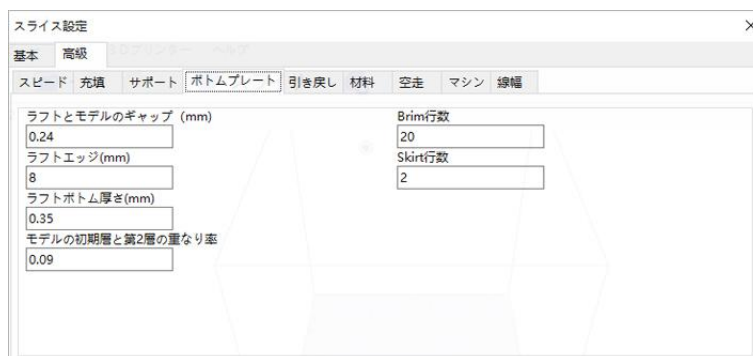 スライス設定
基本 高級
スピード 充填 サポート ボトムプレート 引き戻し 材料 空走 マシン 線幅
ラフトとモデルのギャップ (mm)
0.24
ラフトエッジ(mm)
8
ラフトボトム厚さ(mm)
0.35
モデルの初期層と第2層の重なり率
0.09
Brim行数
20
Skirt行数
2